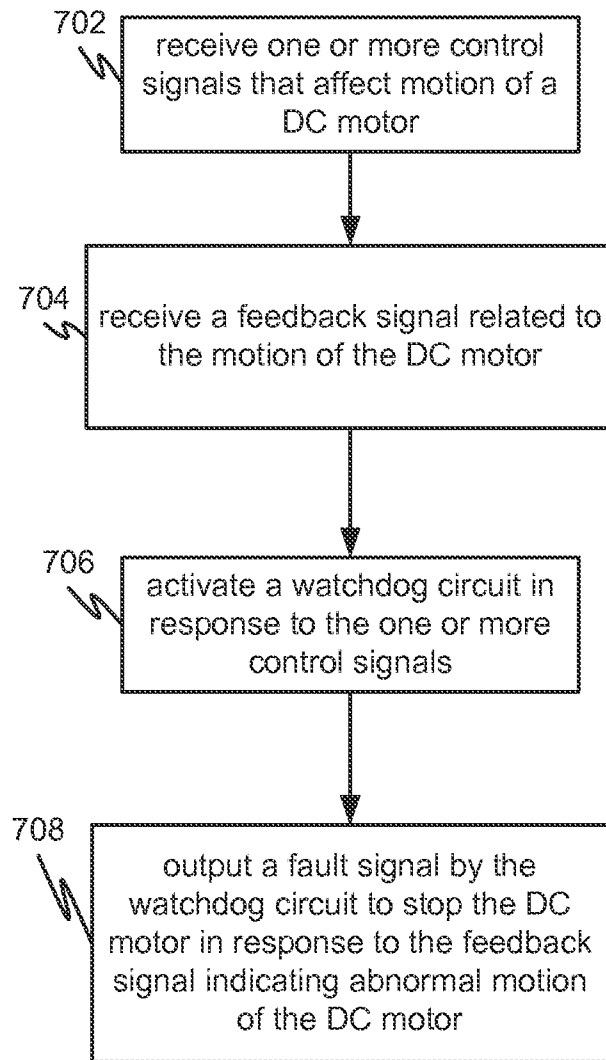 702
receive one or more control
signals that affect motion of a
DC motor
704
receive a feedback signal related to
the motion of the DC motor
706
activate a watchdog circuit in
response to the one or more
control signals
708
output a fault signal by the
watchdog circuit to stop the DC
motor in response to the feedback
signal indicating abnormal motion
of the DC motor